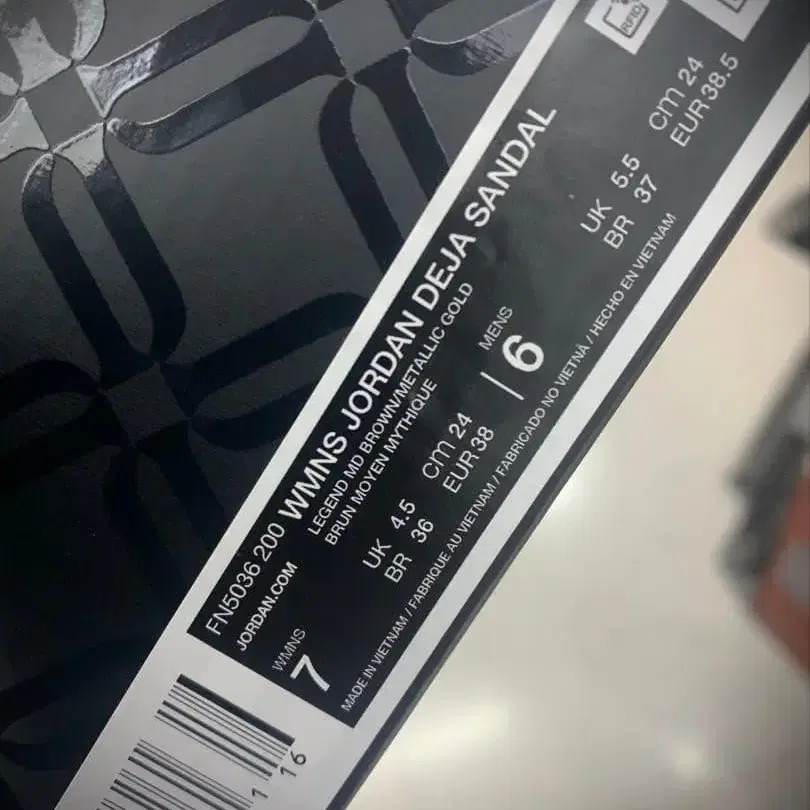 RFID
FN5036 200 WMNS JORDAN DEJA SANDAL
JORDAN.COM
LEGEND MD BROWN/METALLIC GOLD
BRUN MOYEN MYTHIQUE
WMNS
7
UK 4.5 cm 24
BR 36 EUR 38
MENS
/ 6
UK 5.5 cm 24
BR 37 EUR 38.5
MADE IN VIETNAM / FABRIQUE AU VIETNAM / FABRICADO NO VIETNÃ / HECHO EN VIETNAM
1 16